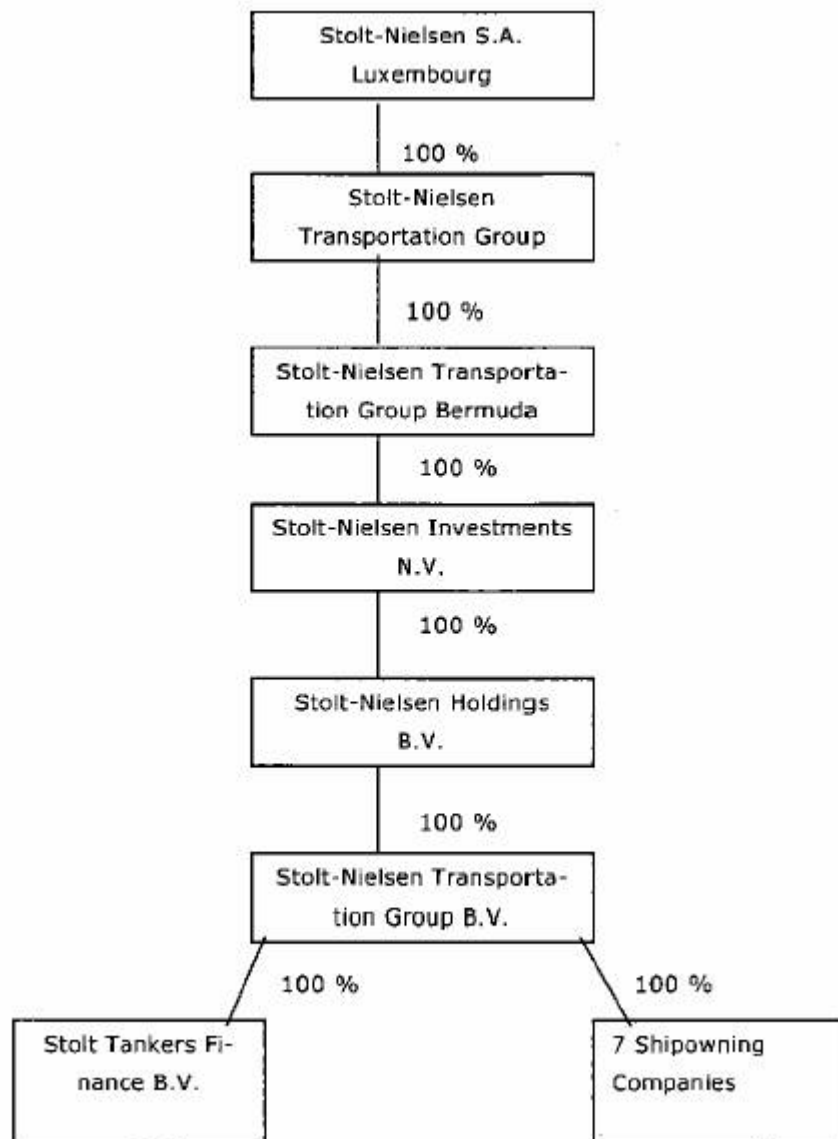 Stolt-Nielsen S.A.
Luxembourg
100 %
Stolt-Nielsen
Transportation Group
100 %
Stolt-Nielsen Transporta-
tion Group Bermuda
100 %
Stolt-Nielsen Investments
N.V.
100 %
Stolt-Nielsen Holdings
B.V.
100 %
Stolt-Nielsen Transporta-
tion Group B.V.
100 %
100 %
Stolt Tankers Fi-
nance B.V.
7 Shipowning
Companies